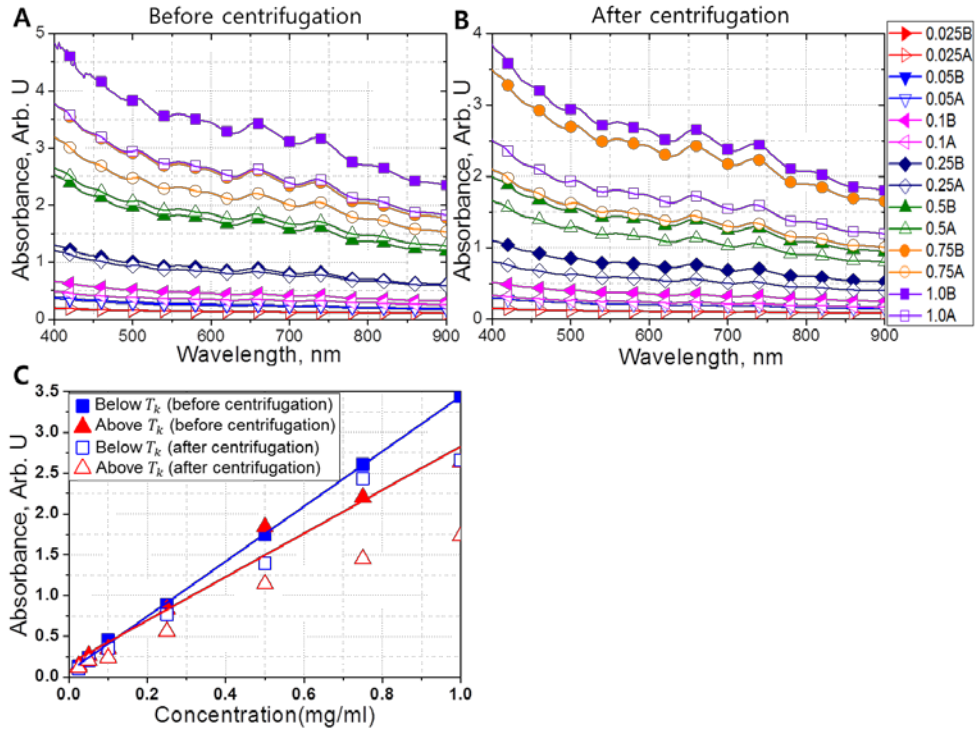 A
Before centrifugation
5
4
3
2
1
0
Absorbance, Arb. U
400 500 600 700 800 900
Wavelength, nm
B
After centrifugation
4
3
2
1
0
Absorbance, Arb. U
400 500 600 700 800 900
Wavelength, nm
0.025B
0.025A
0.05B
0.05A
0.1B
0.1A
0.25B
0.25A
0.5B
0.5A
0.75B
0.75A
1.0B
1.0A
C
3.5
3.0
2.5
2.0
1.5
1.0
0.5
0.0
Absorbance, Arb. U
Below T_k (before centrifugation)
Above T_k (before centrifugation)
Below T_k (after centrifugation)
Above T_k (after centrifugation)
0.0 0.2 0.4 0.6 0.8 1.0
Concentration(mg/ml)